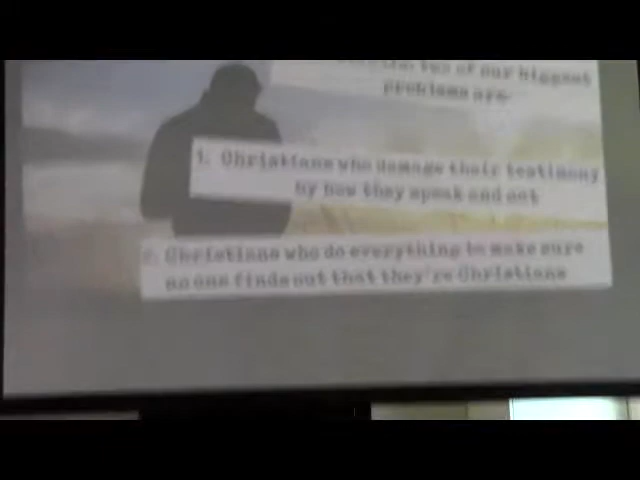 two of our biggest
problems are
1. Christians who damage their testimony
by how they speak and act
2. Christians who do everything to make sure
no one finds out that they're Christians